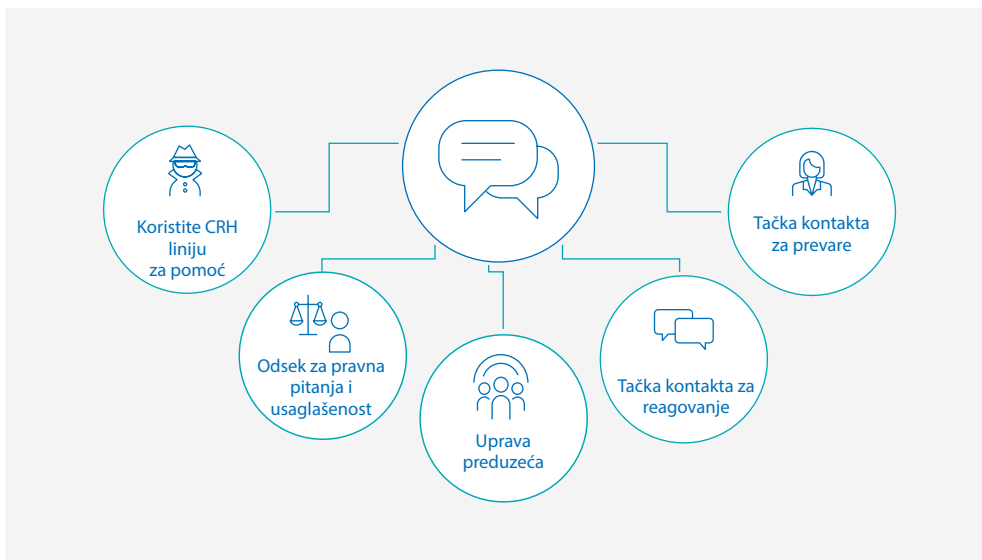 Koristite CRH
liniju
za pomoć
Odsek za pravna
pitanja i
usaglašenost
Uprava
preduzeća
Tačka kontakta za
reagovanje
Tačka kontakta
za prevare